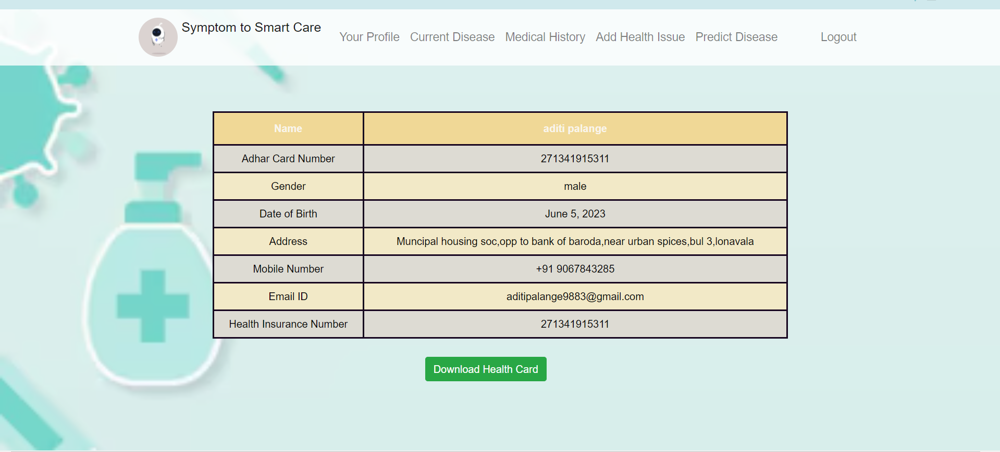 Symptom to Smart Care
Your Profile Current Disease Medical History Add Health Issue Predict Disease Logout
Name aditi palange
Adhar Card Number 271341915311
Gender male
Date of Birth June 5, 2023
Address Muncipal housing soc,opp to bank of baroda,near urban spices,bul 3,lonavala
Mobile Number +91 9067843285
Email ID aditipalange9883@gmail.com
Health Insurance Number 271341915311
Download Health Card